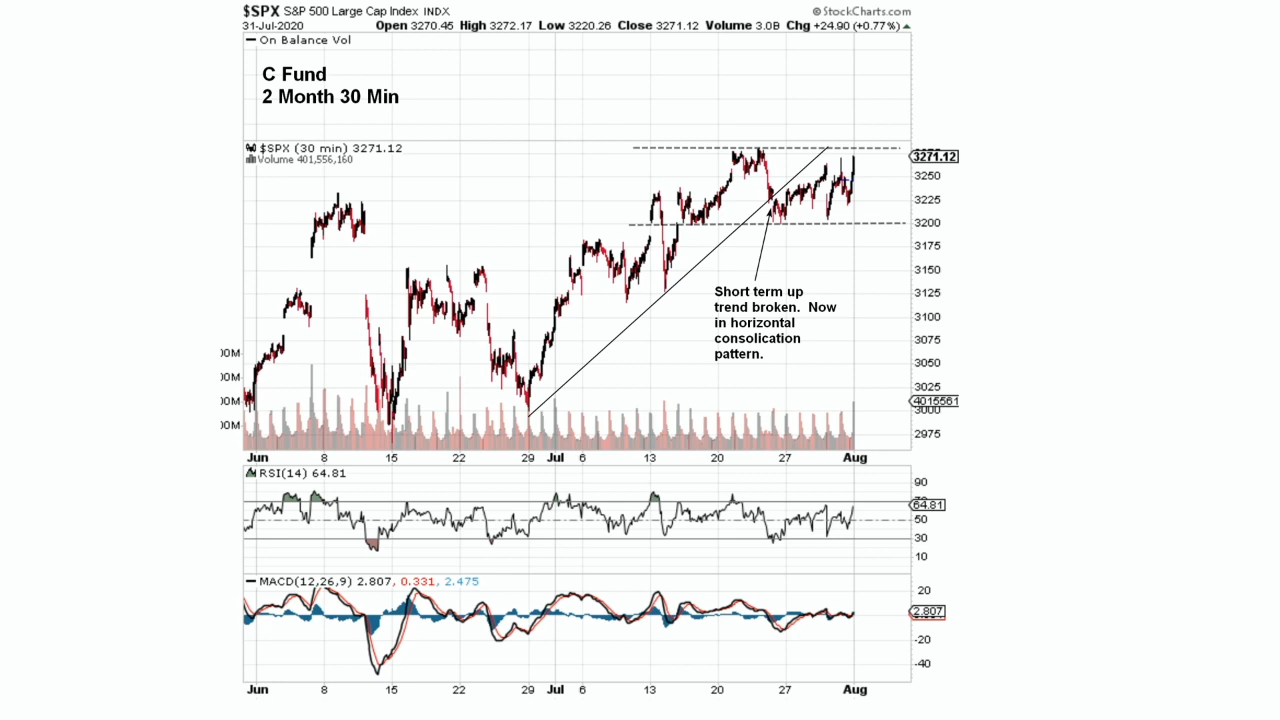 $SPX S&P 500 Large Cap Index INDX
© StockCharts.com
31-Jul-2020
Open 3270.45 High 3272.17 Low 3220.26 Close 3271.12 Volume 3.0B Chg +24.90 (+0.77%)
On Balance Vol
C Fund
2 Month 30 Min
$SPX (30 min) 3271.12
Volume 401,556,160
3271.12
3250
3225
3200
3175
3150
3125
3100
3075
3050
3025
3000
2975
4015561
00M
00M
00M
00M
Short term up
trend broken. Now
in horizontal
consolication
pattern.
Jun 8 15 22 29 Jul 6 13 20 27 Aug
RSI(14) 64.81
90
64.81
50
30
10
MACD(12,26,9) 2.807, 0.331, 2.475
20
2.807
-20
-40
Jun 8 15 22 29 Jul 6 13 20 27 Aug